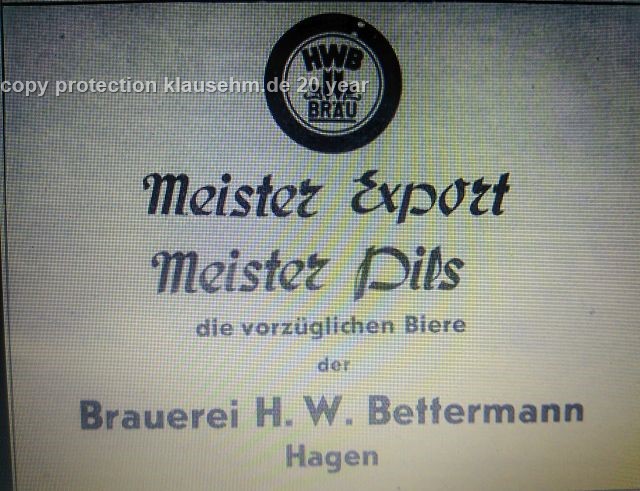 HWB
BRÄU
copy protection klausehm.de 20 year
Meister Export
Meister Pils
die vorzüglichen Biere
der
Brauerei H. W. Bettermann
Hagen